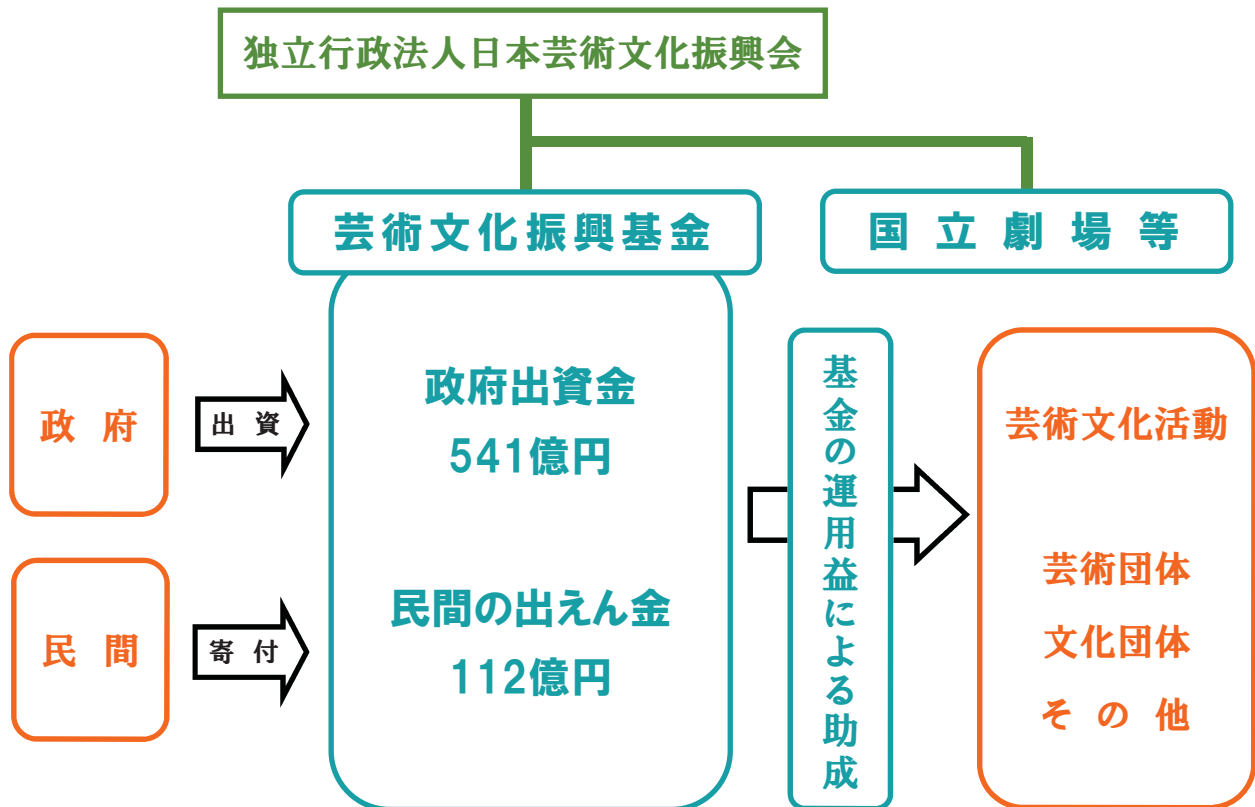 独立行政法人日本芸術文化振興会
芸術文化振興基金
国立劇場等
政府
出資
政府出資金
541億円
民間
寄付
民間の出えん金
112億円
基金の運用益による助成
芸術文化活動
芸術団体
文化団体
その他